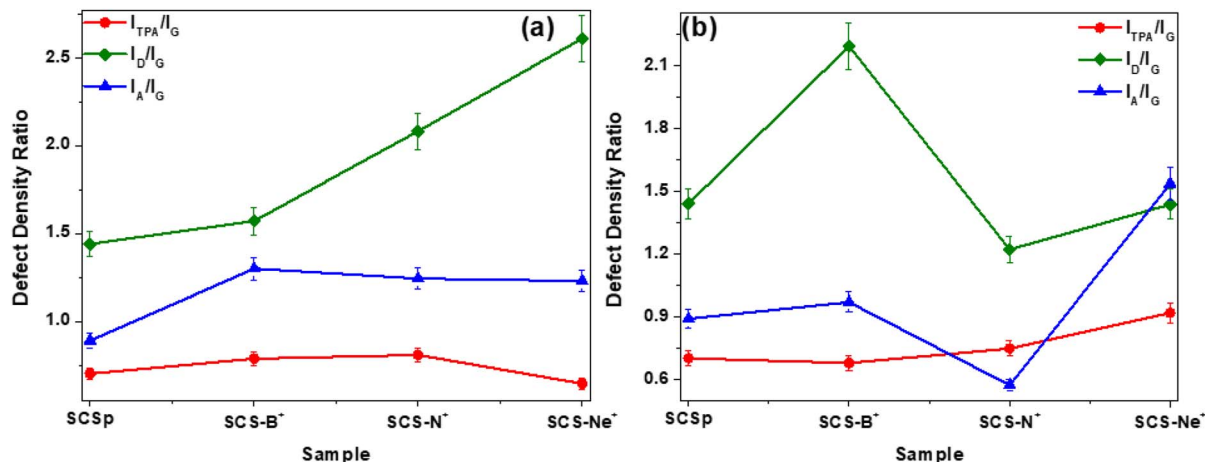 (a)
I_TPA/I_G
I_D/I_G
I_A/I_G
2.5
2.0
1.5
1.0
Defect Density Ratio
SCSp SCS-B⁺ SCS-N⁺ SCS-Ne⁺
Sample
(b)
I_TPA/I_G
I_D/I_G
I_A/I_G
2.1
1.8
1.5
1.2
0.9
0.6
Defect Density Ratio
SCSp SCS-B⁺ SCS-N⁺ SCS-Ne⁺
Sample